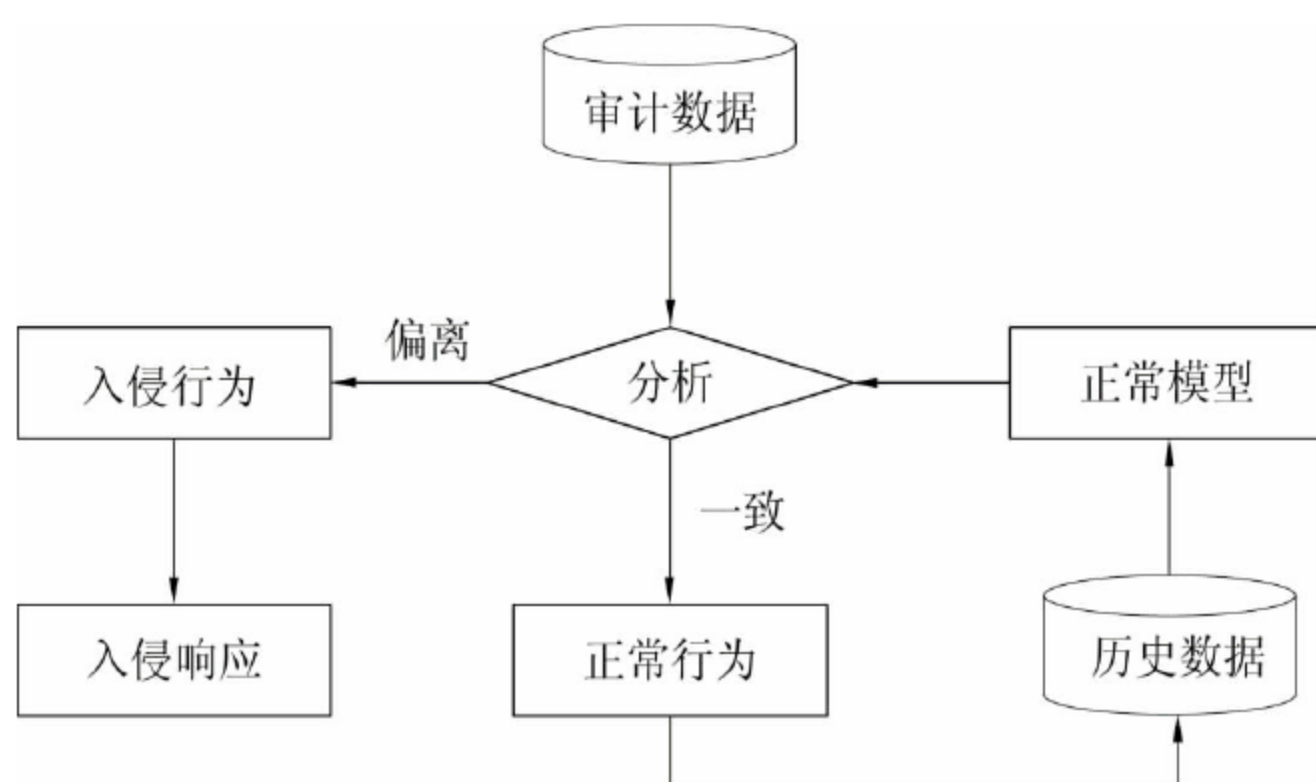 审计数据
偏离
入侵行为
分析
正常模型
一致
入侵响应
正常行为
历史数据